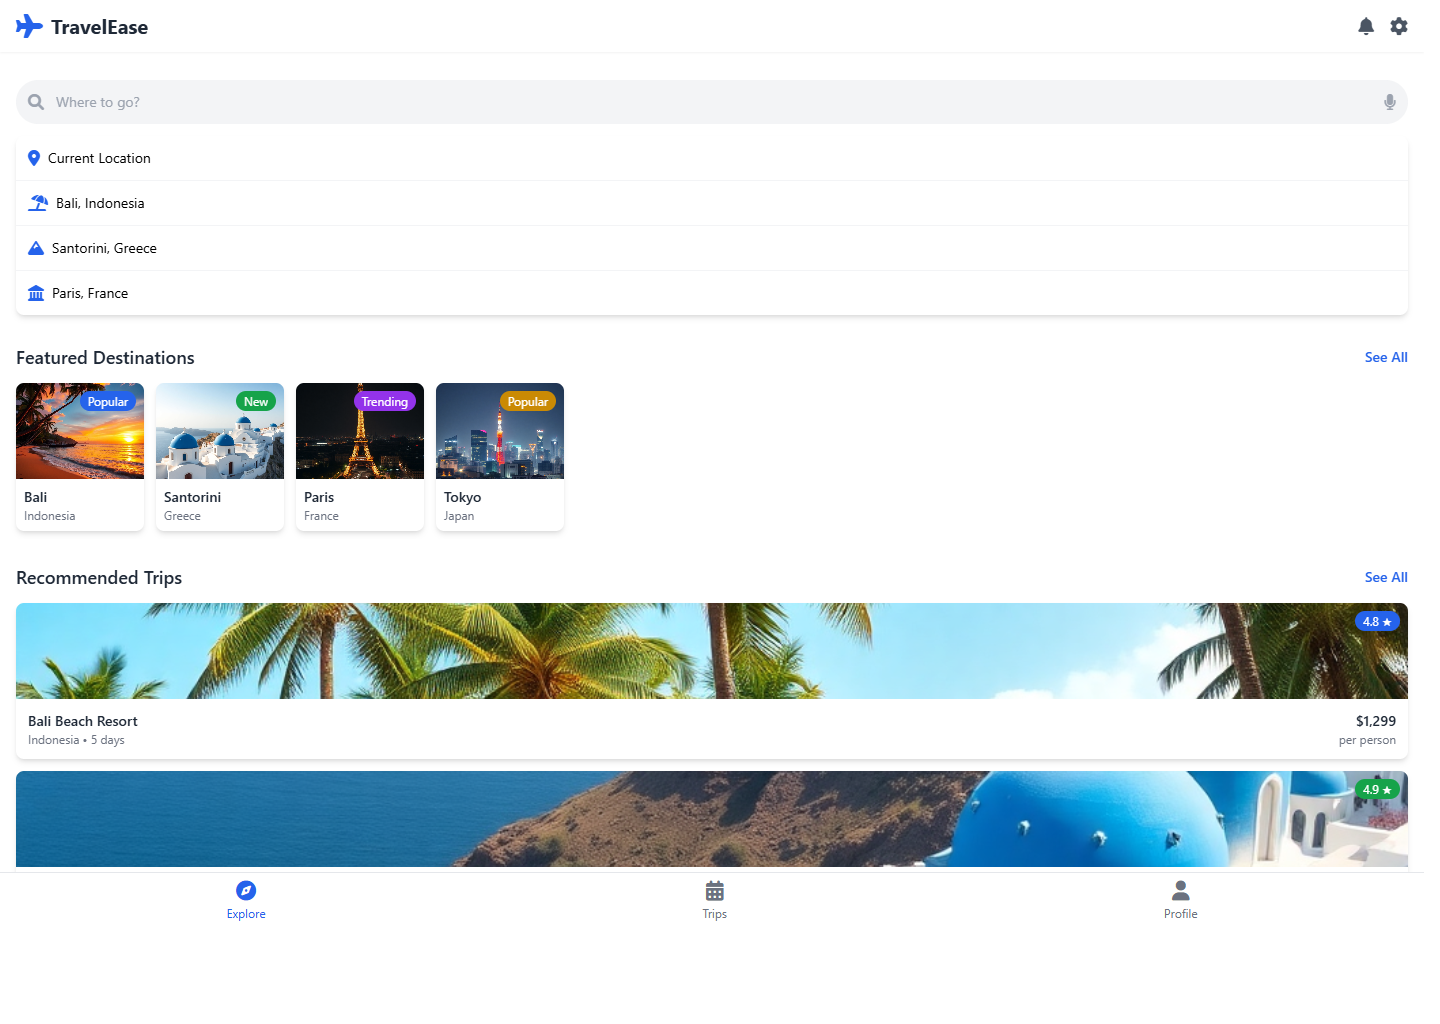 TravelEase
Where to go?
Current Location
Bali, Indonesia
Santorini, Greece
Paris, France
Featured Destinations
See All
Popular
New
Trending
Popular
Bali
Santorini
Paris
Tokyo
Indonesia
Greece
France
Japan
Recommended Trips
See All
4.8 ★
Bali Beach Resort
$1,299
Indonesia • 5 days
per person
4.9 ★
Explore
Trips
Profile